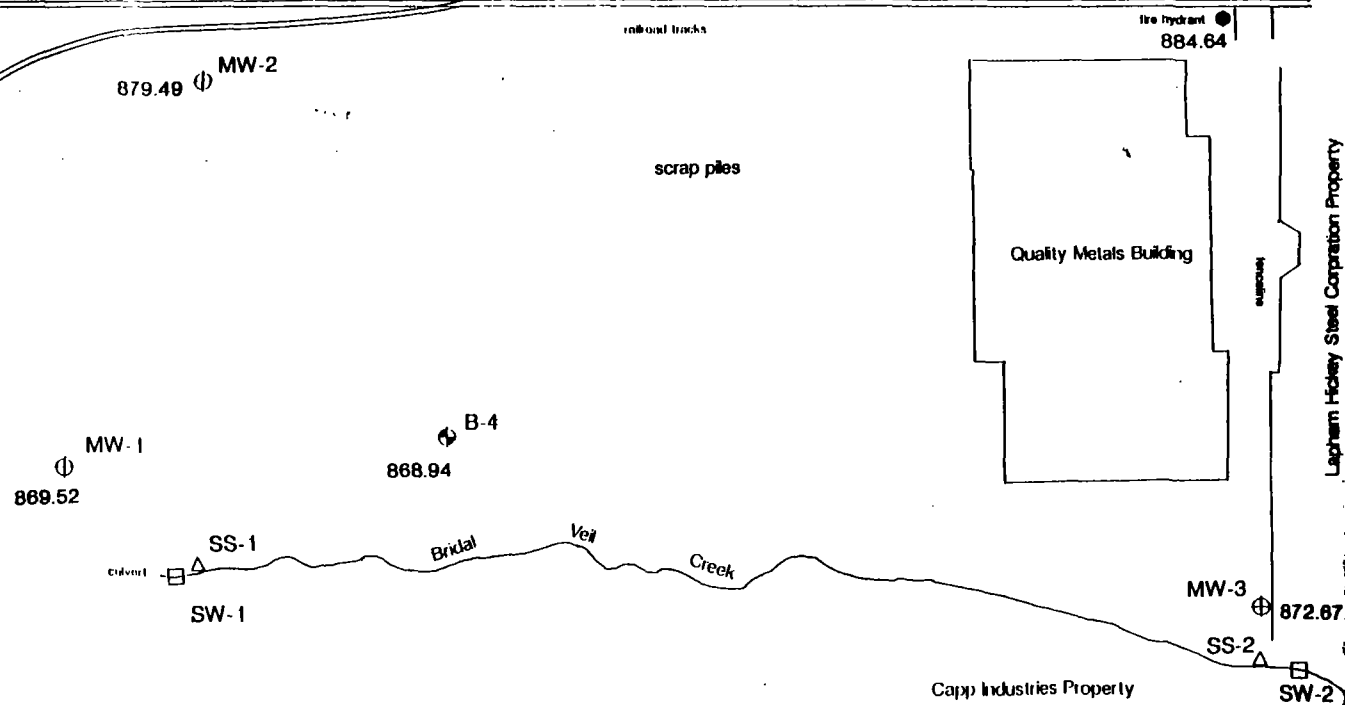 railroad tracks
fire hydrant
884.64
MW-2
879.49
scrap piles
Quality Metals Building
fenceline
Lapham Hickey Steel Corpration Property
MW-1
869.52
B-4
868.94
SS-1
culvert
SW-1
Bridal Veil Creek
MW-3
872.67
SS-2
SW-2
Capp Industries Property